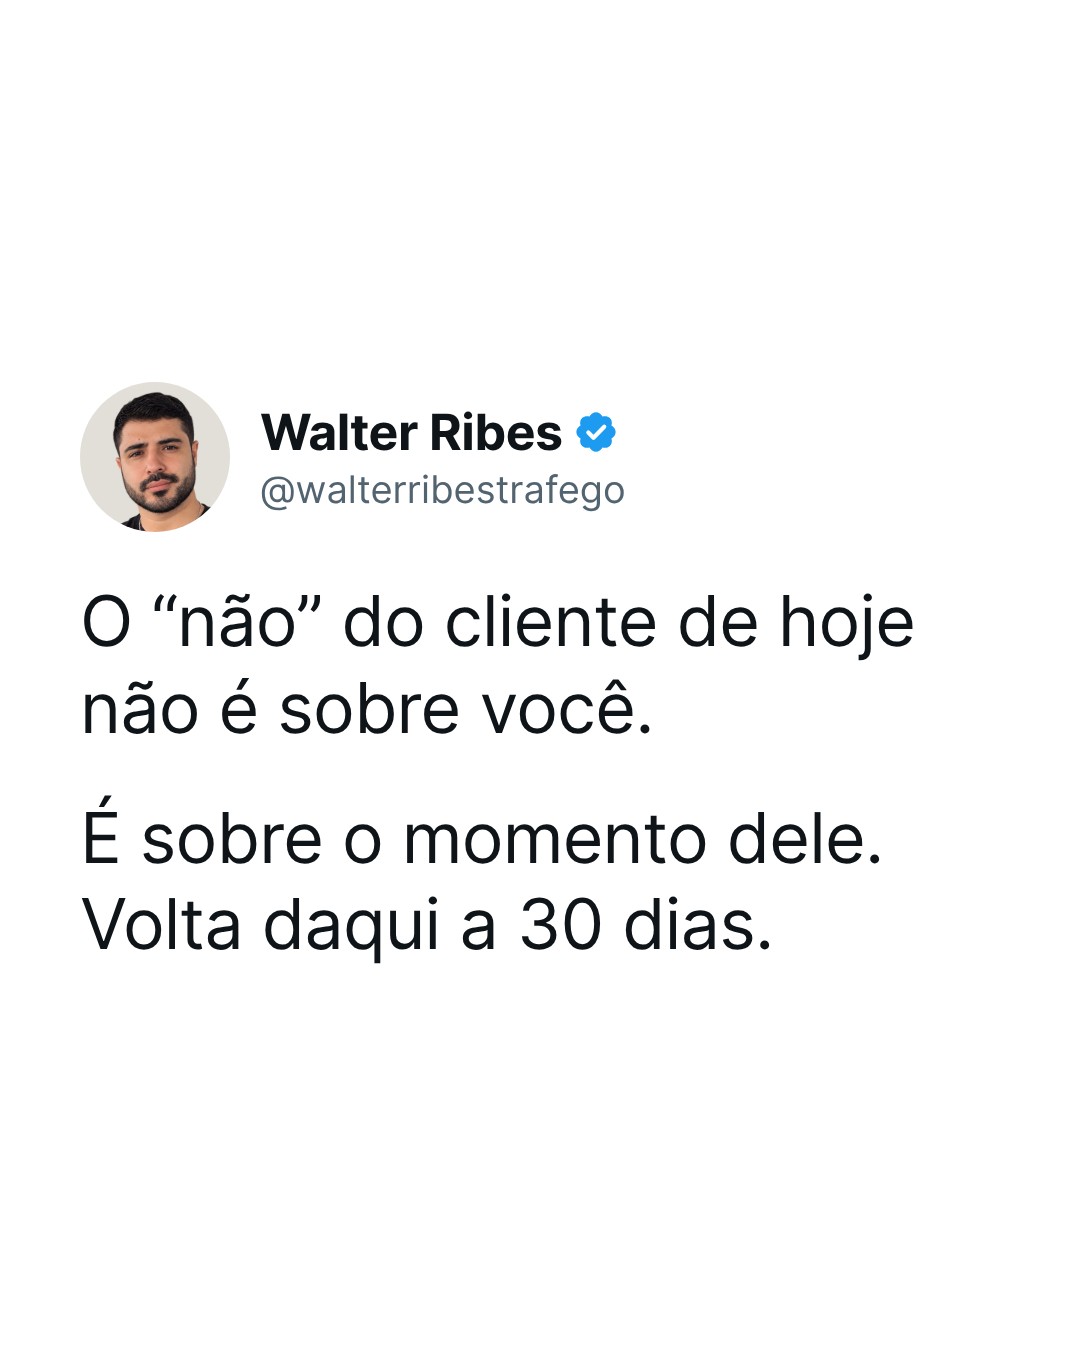 Walter Ribes
@walterribestrafego
O “não” do cliente de hoje
não é sobre você.
É sobre o momento dele.
Volta daqui a 30 dias.